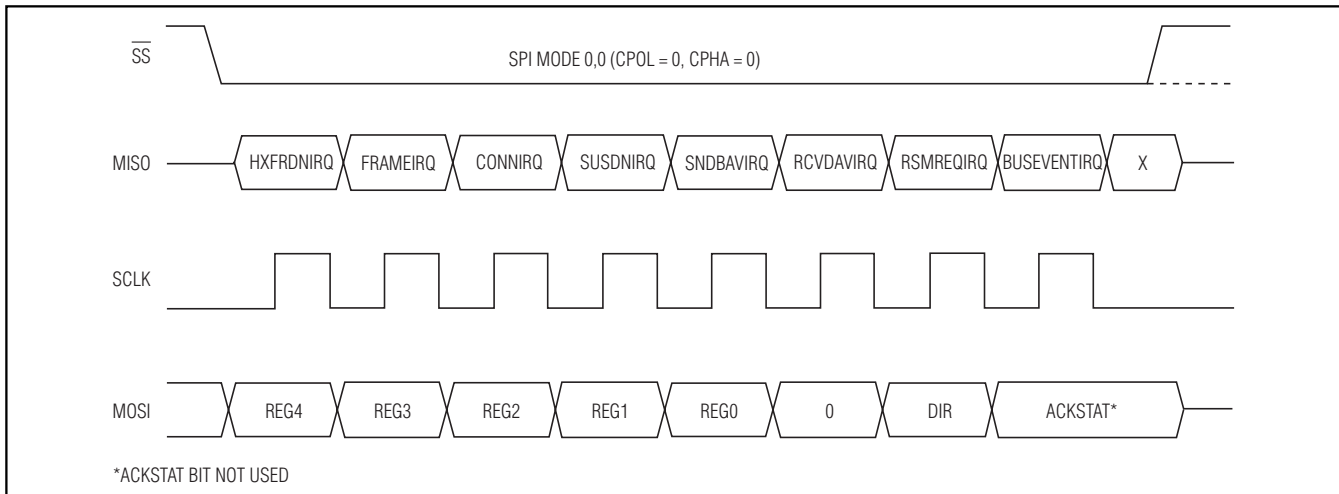 SS
SPI MODE 0,0 (CPOL = 0, CPHA = 0)
MISO
HXFRDNIRQ FRAMEIRQ CONNIRQ SUSDNIRQ SNDBAVIRQ RCVDAVIRQ RSMREQIRQ BUSEVENTIRQ X
SCLK
MOSI
REG4 REG3 REG2 REG1 REG0 0 DIR ACKSTAT*
*ACKSTAT BIT NOT USED